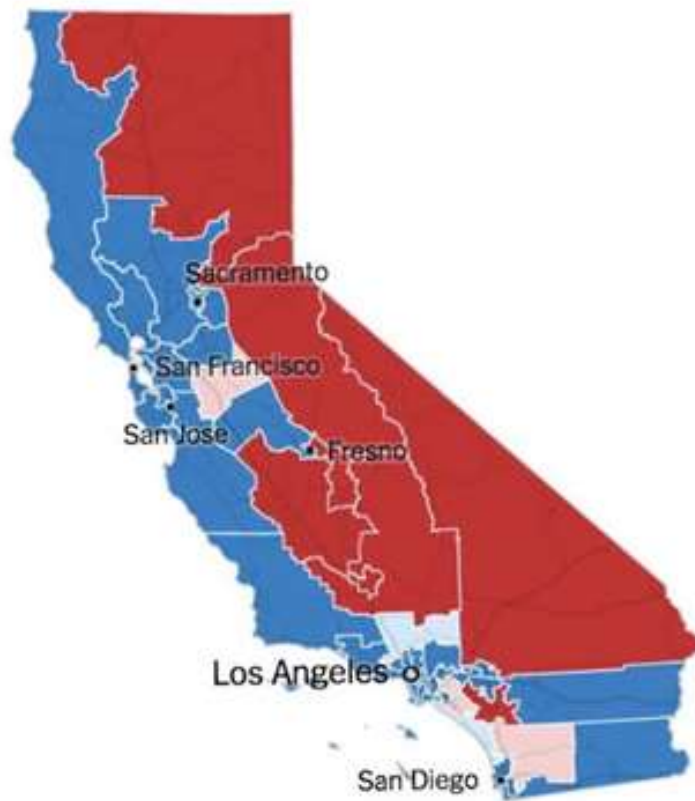 Sacramento
San Francisco
San Jose
Fresno
Los Angeles
San Diego